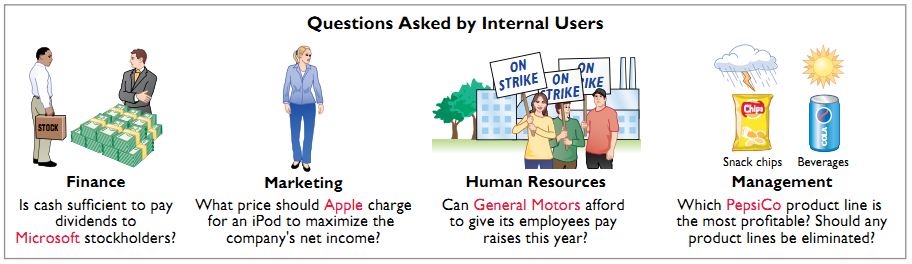 Questions Asked by Internal Users
STOCK
Finance
Is cash sufficient to pay
dividends to
Microsoft stockholders?
Marketing
What price should Apple charge
for an iPod to maximize the
company's net income?
ON
STRIKE
ON
STRIKE
ON
STRIKE
Human Resources
Can General Motors afford
to give its employees pay
raises this year?
Chips
COLA
Snack chips
Beverages
Management
Which PepsiCo product line is
the most profitable? Should any
product lines be eliminated?